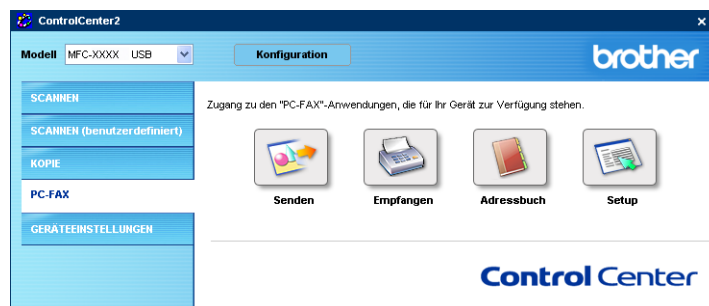 ControlCenter2
Modell MFC-XXXX USB Konfiguration
brother
SCANNEN
SCANNEN (benutzerdefiniert)
KOPIE
PC-FAX
GERÄTEEINSTELLUNGEN
Zugang zu den "PC-FAX"-Anwendungen, die für Ihr Gerät zur Verfügung stehen.
Senden Empfangen Adressbuch Setup
Control Center